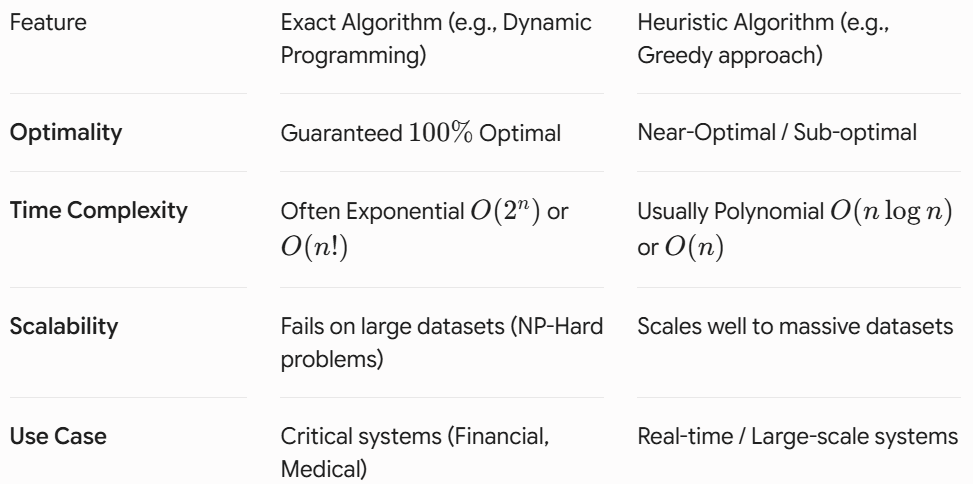 Feature
Exact Algorithm (e.g., Dynamic
Programming)
Heuristic Algorithm (e.g.,
Greedy approach)
Optimality
Guaranteed 100% Optimal
Near-Optimal / Sub-optimal
Time Complexity
Often Exponential O(2ⁿ) or
O(n!)
Usually Polynomial O(n log n)
or O(n)
Scalability
Fails on large datasets (NP-Hard
problems)
Scales well to massive datasets
Use Case
Critical systems (Financial,
Medical)
Real-time / Large-scale systems